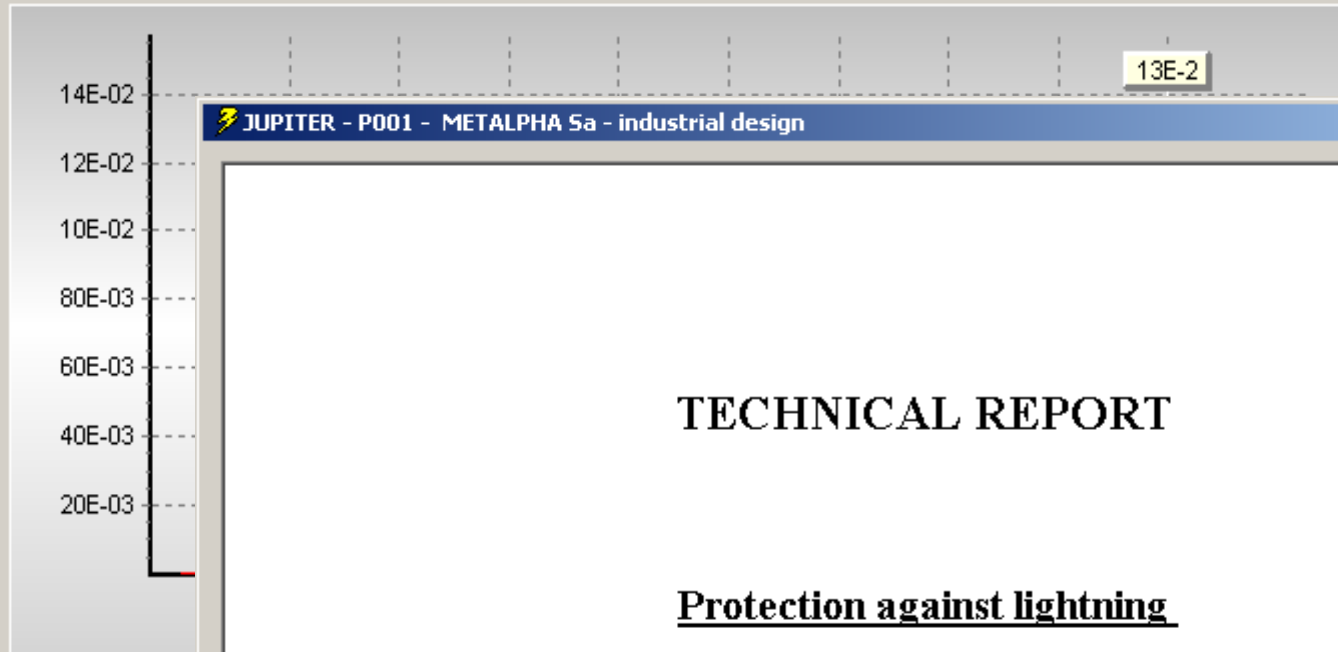 13E-2
14E-02
JUPITER - P001 - METALPHA Sa - industrial design
12E-02
10E-02
80E-03
60E-03
TECHNICAL REPORT
40E-03
20E-03
Protection against lightning